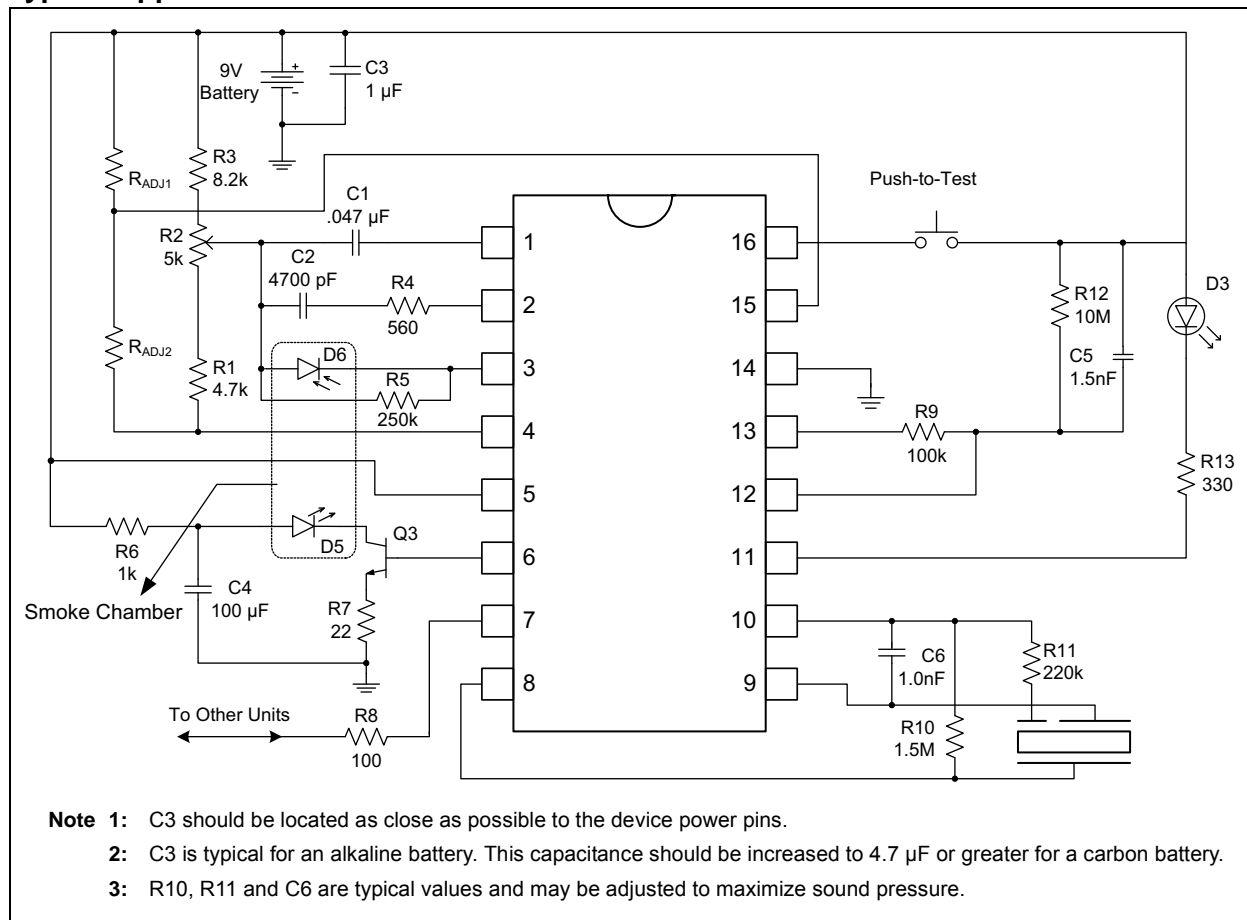 9V
Battery
+
−
C3
1 µF
RADJ1
R3
8.2k
R2
5k
C1
.047 µF
C2
4700 pF
R4
560
RADJ2
R1
4.7k
D6
R5
250k
D5
Q3
R6
1k
C4
100 µF
Smoke Chamber
R7
22
To Other Units
R8
100
1
2
3
4
5
6
7
8
16
15
14
13
12
11
10
9
Push-to-Test
R12
10M
C5
1.5nF
D3
R9
100k
R13
330
C6
1.0nF
R11
220k
R10
1.5M
Note 1: C3 should be located as close as possible to the device power pins.
2: C3 is typical for an alkaline battery. This capacitance should be increased to 4.7 µF or greater for a carbon battery.
3: R10, R11 and C6 are typical values and may be adjusted to maximize sound pressure.